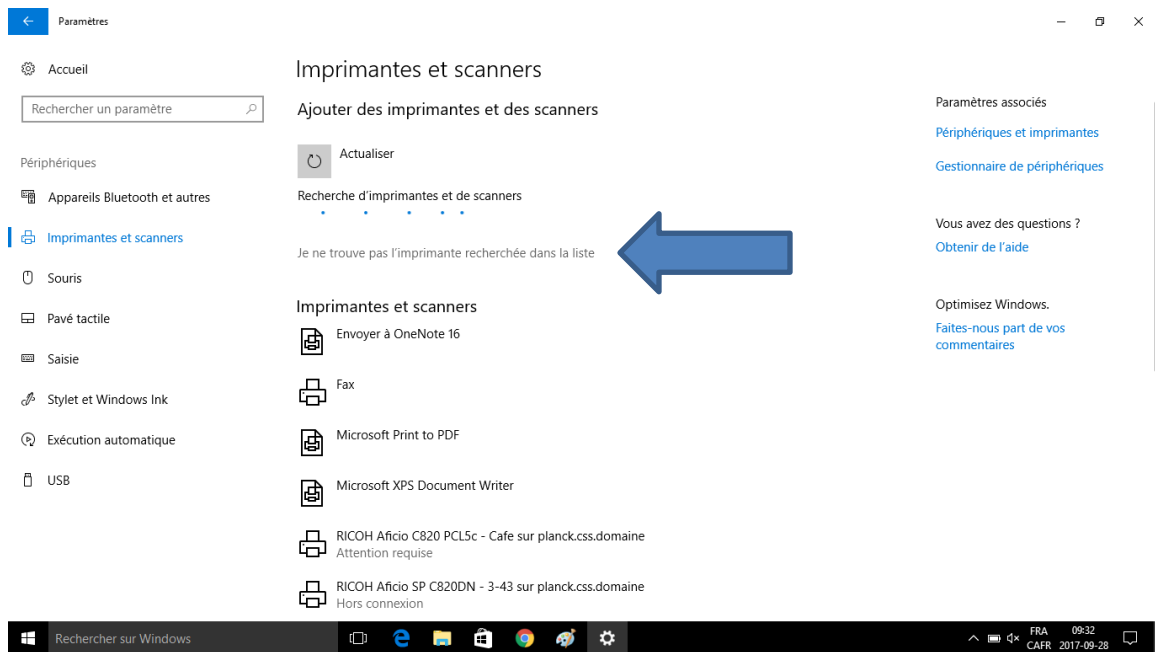 Paramètres
Accueil
Rechercher un paramètre
Périphériques
Appareils Bluetooth et autres
Imprimantes et scanners
Souris
Pavé tactile
Saisie
Stylet et Windows Ink
Exécution automatique
USB
Imprimantes et scanners
Ajouter des imprimantes et des scanners
Actualiser
Recherche d’imprimantes et de scanners
Je ne trouve pas l’imprimante recherchée dans la liste
Imprimantes et scanners
Envoyer à OneNote 16
Fax
Microsoft Print to PDF
Microsoft XPS Document Writer
RICOH Aficio C820 PCL5c - Cafe sur planck.css.domaine
Attention requise
RICOH Aficio SP C820DN - 3-43 sur planck.css.domaine
Hors connexion
Paramètres associés
Périphériques et imprimantes
Gestionnaire de périphériques
Vous avez des questions ?
Obtenir de l’aide
Optimisez Windows.
Faites-nous part de vos
commentaires
Rechercher sur Windows
FRA
CAFR
09:32
2017-09-28